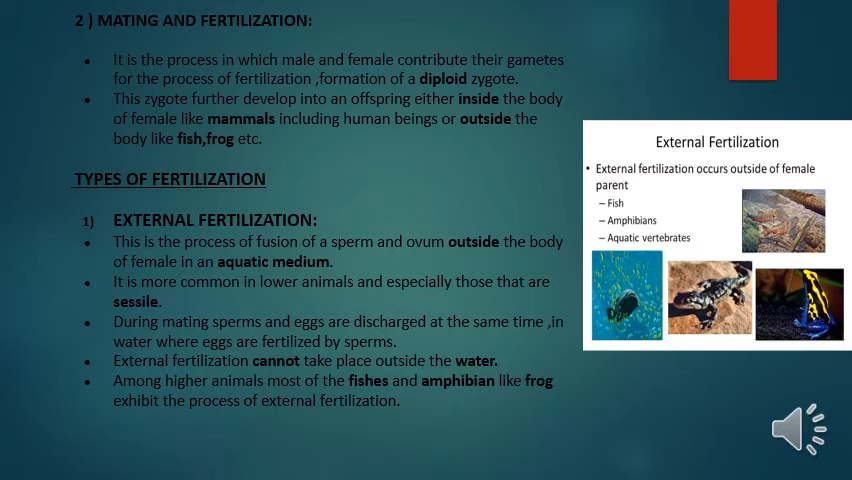 2 ) MATING AND FERTILIZATION:
• It is the process in which male and female contribute their gametes
for the process of fertilization ,formation of a diploid zygote.
• This zygote further develop into an offspring either inside the body
of female like mammals including human beings or outside the
body like fish,frog etc.
TYPES OF FERTILIZATION
1) EXTERNAL FERTILIZATION:
• This is the process of fusion of a sperm and ovum outside the body
of female in an aquatic medium.
• It is more common in lower animals and especially those that are
sessile.
• During mating sperms and eggs are discharged at the same time ,in
water where eggs are fertilized by sperms.
• External fertilization cannot take place outside the water.
• Among higher animals most of the fishes and amphibian like frog
exhibit the process of external fertilization.
External Fertilization
• External fertilization occurs outside of female
parent
– Fish
– Amphibians
– Aquatic vertebrates